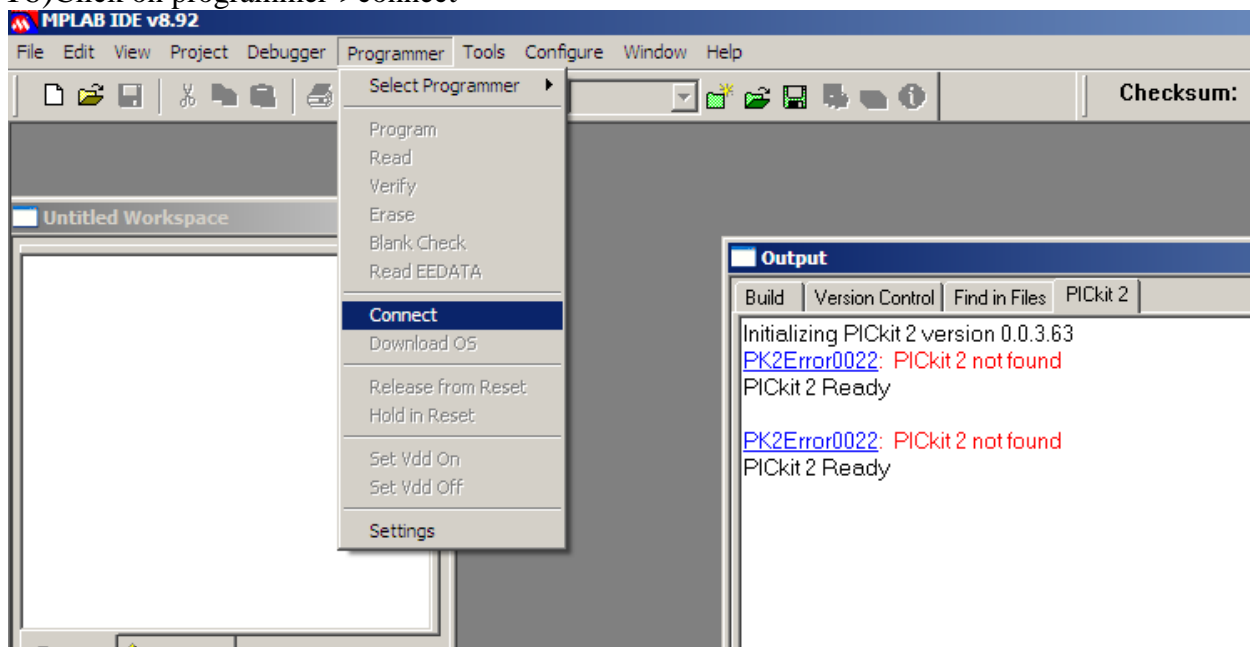 MPLAB IDE v8.92
File Edit View Project Debugger Programmer Tools Configure Window Help
Checksum:
Select Programmer
Program
Read
Verify
Erase
Blank Check
Read EEDATA
Connect
Download OS
Release from Reset
Hold in Reset
Set Vdd On
Set Vdd Off
Settings
Untitled Workspace
Output
Build Version Control Find in Files PICkit 2
Initializing PICkit 2 version 0.0.3.63
PK2Error0022: PICkit 2 not found
PICkit 2 Ready
PK2Error0022: PICkit 2 not found
PICkit 2 Ready